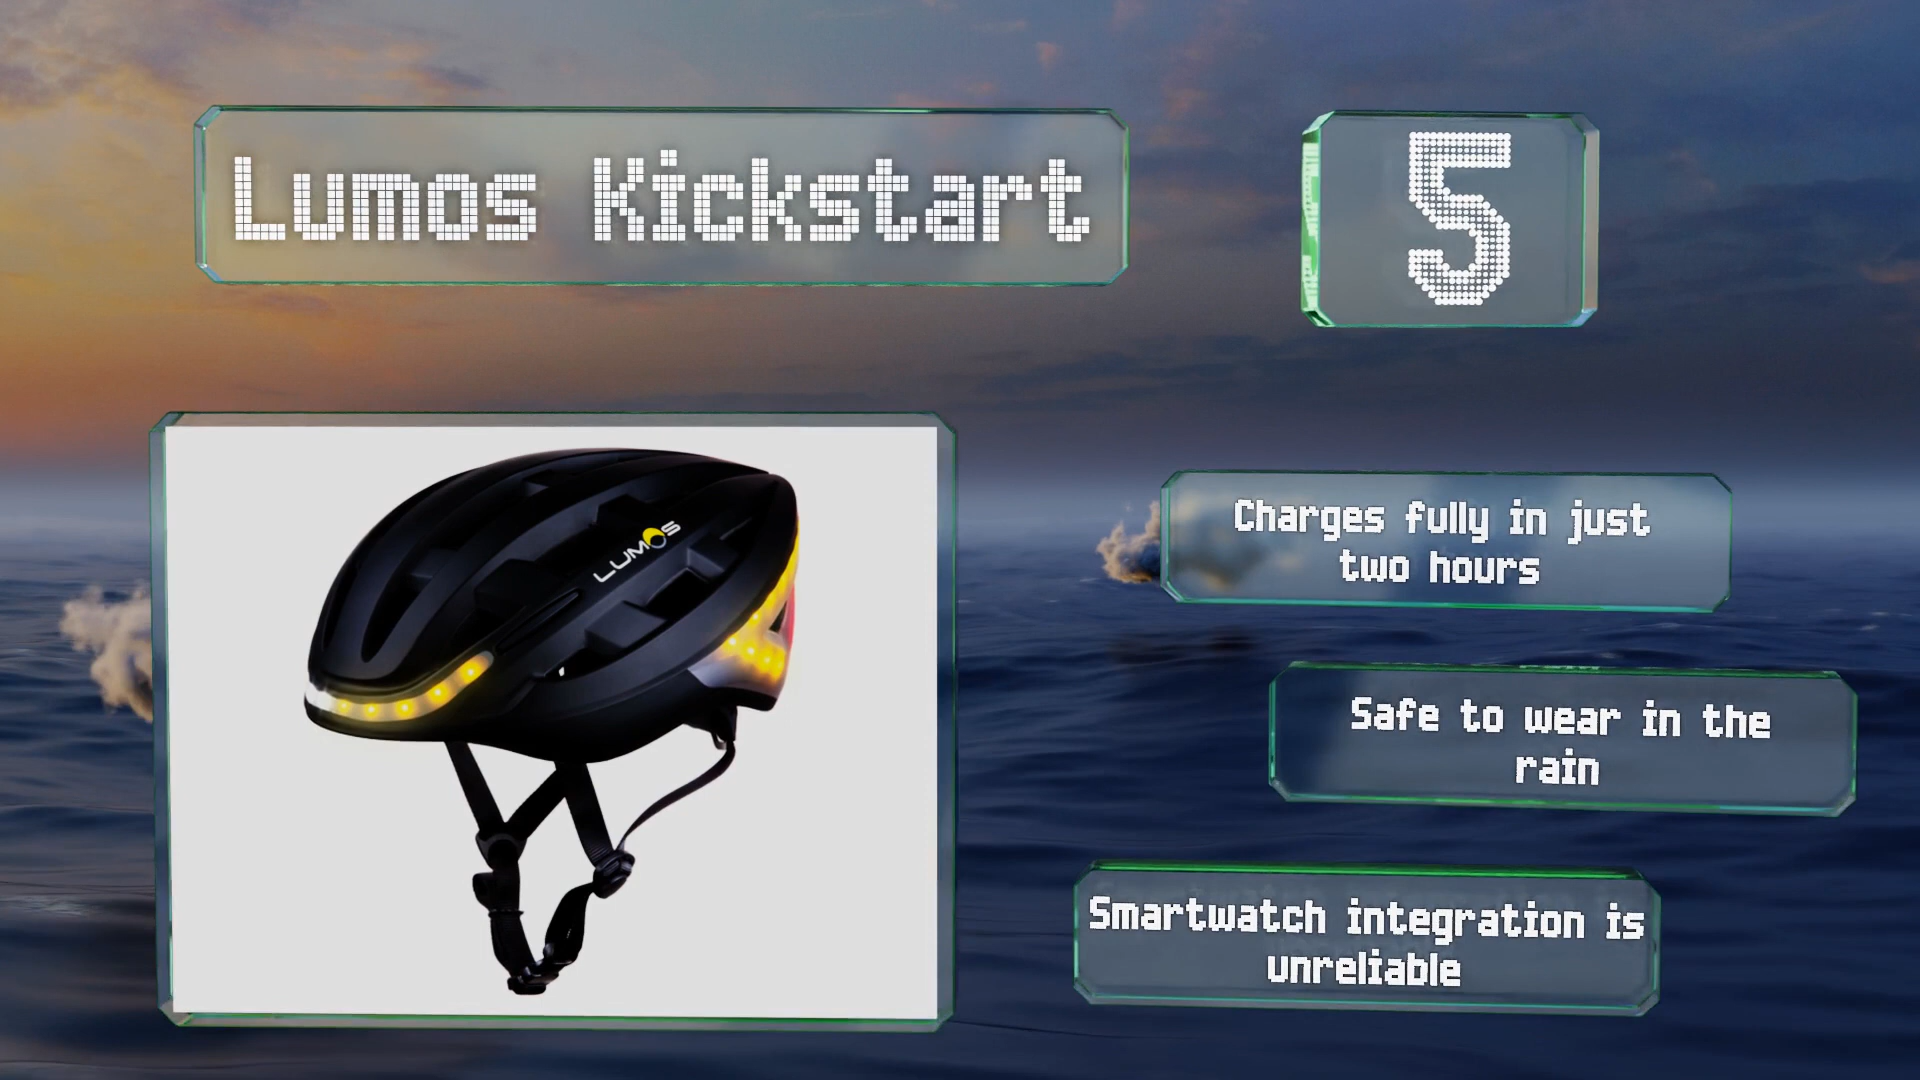 Lumos Kickstart
5
LUMOS
Charges fully in just
two hours
Safe to wear in the
rain
Smartwatch integration is
unreliable